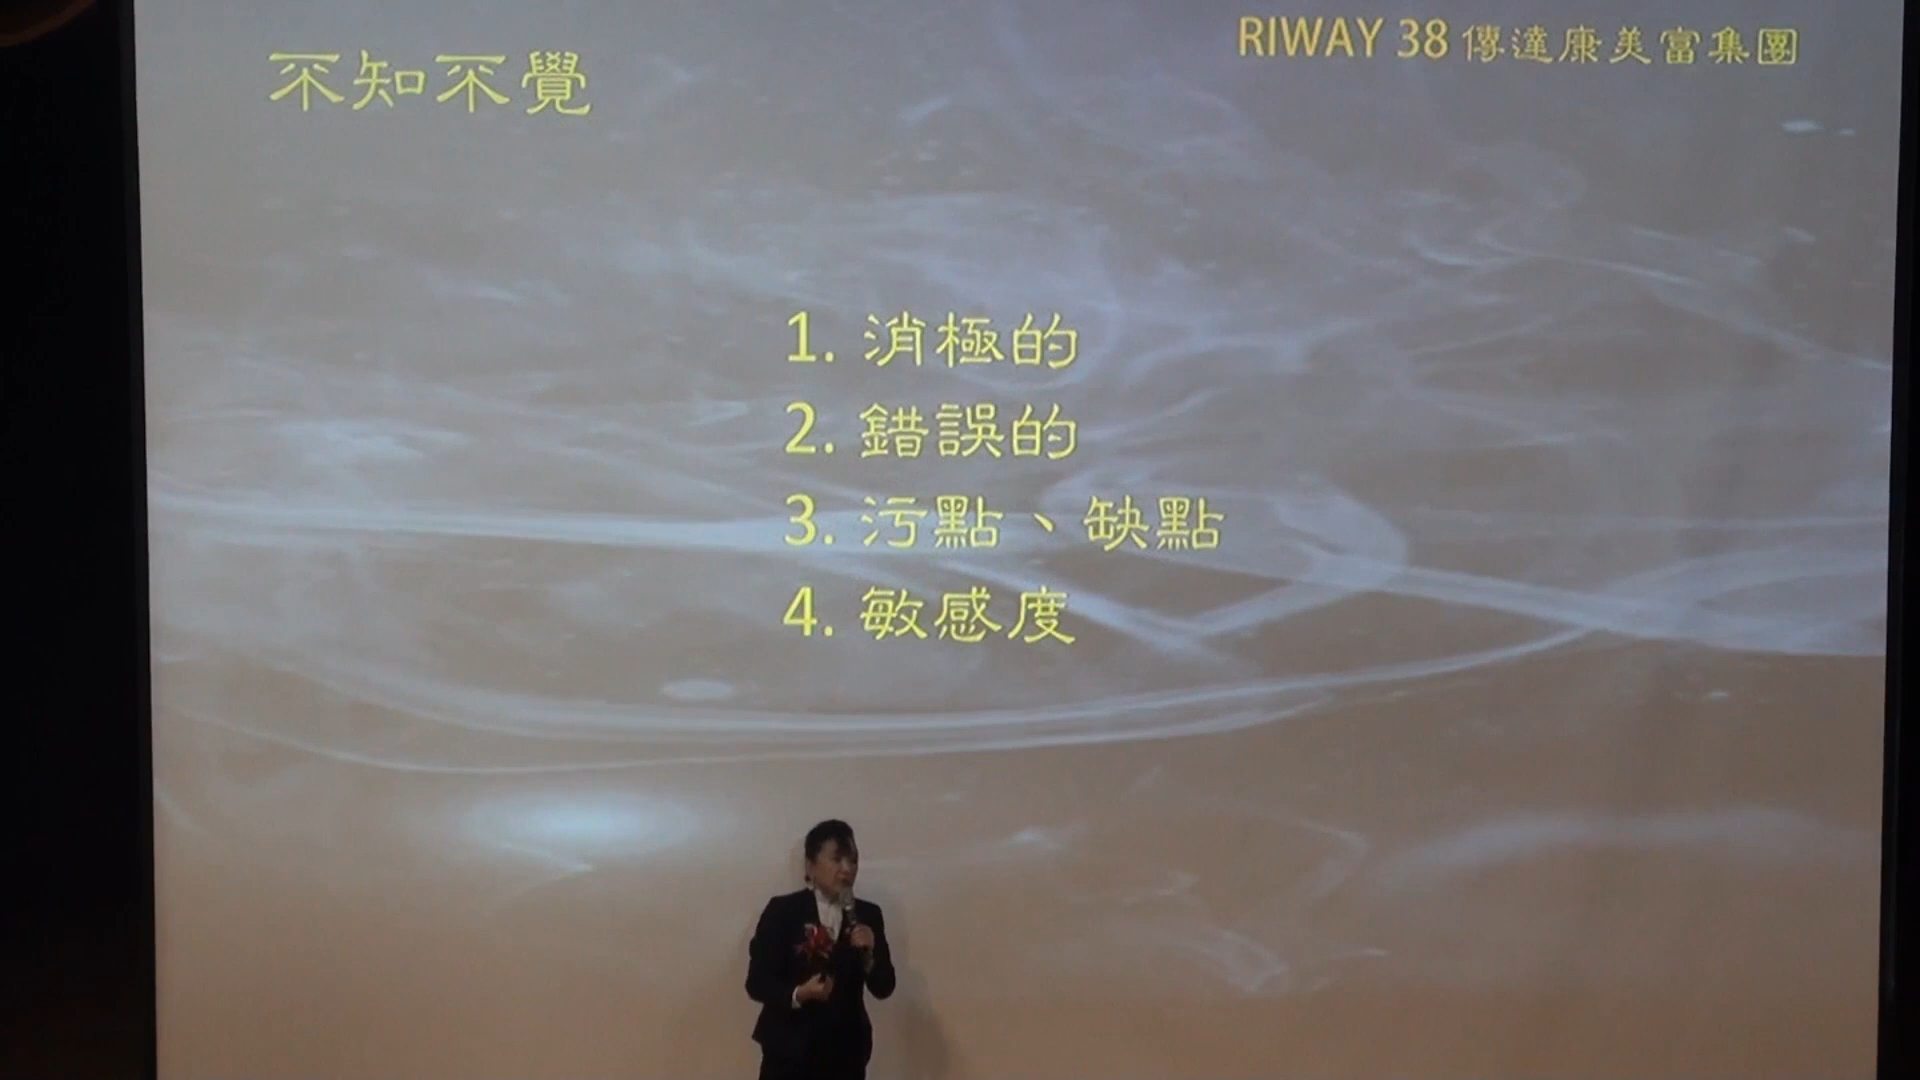 不知不覺
RIWAY 38 傳達康美富集團
1. 消極的
2. 錯誤的
3. 污點、缺點
4. 敏感度